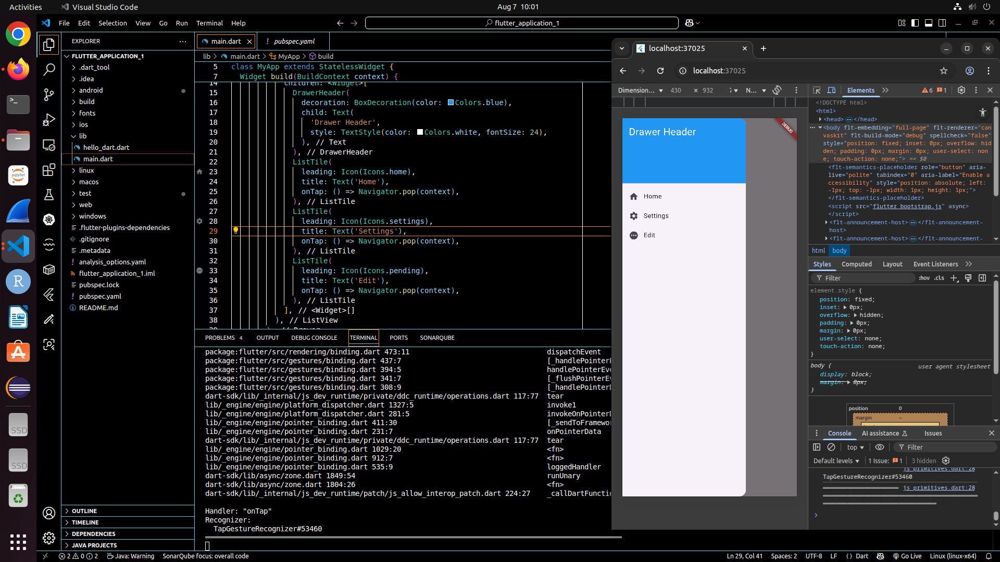 Activities
Visual Studio Code
Aug 7 10:01
File Edit Selection View Go Run Terminal Help
flutter_application_1
EXPLORER
FLUTTER_APPLICATION_1
.dart_tool
.idea
android
build
fonts
ios
lib
hello_dart.dart
main.dart
linux
macos
test
web
windows
.flutter-plugins-dependencies
.gitignore
.metadata
analysis_options.yaml
flutter_application_1.iml
pubspec.lock
pubspec.yaml
README.md
OUTLINE
TIMELINE
DEPENDENCIES
JAVA PROJECTS
main.dart
pubspec.yaml
lib > main.dart > MyApp > build
5 class MyApp extends StatelessWidget {
7 Widget build(BuildContext context) {
14 children: <Widget>[
15 DrawerHeader(
16 decoration: BoxDecoration(color: Colors.blue),
17 child: Text(
18 'Drawer Header',
19 style: TextStyle(color: Colors.white, fontSize: 24),
20 ), // Text
21 ), // DrawerHeader
22 ListTile(
23 leading: Icon(Icons.home),
24 title: Text('Home'),
25 onTap: () => Navigator.pop(context),
26 ), // ListTile
27 ListTile(
28 leading: Icon(Icons.settings),
29 title: Text('Settings'),
30 onTap: () => Navigator.pop(context),
31 ), // ListTile
32 ListTile(
33 leading: Icon(Icons.pending),
34 title: Text('Edit'),
35 onTap: () => Navigator.pop(context),
36 ), // ListTile
37 ], // <Widget>[]
38 ), // ListView
PROBLEMS 4 OUTPUT DEBUG CONSOLE TERMINAL PORTS SONARQUBE
package:flutter/src/rendering/binding.dart 473:11 dispatchEvent
package:flutter/src/gestures/binding.dart 437:7 [_handlePointerE
package:flutter/src/gestures/binding.dart 394:5 handlePointerEve
package:flutter/src/gestures/binding.dart 341:7 [_flushPointerEv
package:flutter/src/gestures/binding.dart 308:9 [_handlePointerD
dart-sdk/lib/_internal/js_dev_runtime/private/ddc_runtime/operations.dart 117:77 tear
lib/_engine/engine/platform_dispatcher.dart 1327:5 invoke1
lib/_engine/engine/platform_dispatcher.dart 281:5 invokeOnPointerD
lib/_engine/engine/pointer_binding.dart 411:30 [_sendToFramewor
lib/_engine/engine/pointer_binding.dart 231:7 onPointerData
dart-sdk/lib/_internal/js_dev_runtime/private/ddc_runtime/operations.dart 117:77 tear
lib/_engine/engine/pointer_binding.dart 1029:20 <fn>
lib/_engine/engine/pointer_binding.dart 912:7 <fn>
lib/_engine/engine/pointer_binding.dart 535:9 loggedHandler
dart-sdk/lib/async/zone.dart 1849:54 runUnary
dart-sdk/lib/async/zone.dart 1804:26 <fn>
dart-sdk/lib/_internal/js_dev_runtime/patch/js_allow_interop_patch.dart 224:27 _callDartFunctio
Handler: "onTap"
Recognizer:
TapGestureRecognizer#53460
2 0 2 Java: Warning SonarQube focus: overall code
Ln 29, Col 41 Spaces: 2 UTF-8 LF { } Dart Go Live Linux (linux-x64)
localhost:37025
localhost:37025
Dimension... 430 × 932 N...
Drawer Header
DEBUG
Home
Settings
Edit
Elements 6 1
<!DOCTYPE html>
<html>
<head> </head>
<body flt-embedding="full-page" flt-renderer="can
vaskit" flt-build-mode="debug" spellcheck="false"
style="position: fixed; inset: 0px; overflow: hid
den; padding: 0px; margin: 0px; user-select: non
e; touch-action: none;"> == $0
<flt-semantics-placeholder role="button" aria-
live="polite" tabindex="0" aria-label="Enable a
ccessibility" style="position: absolute; left:
-1px; top: -1px; width: 1px; height: 1px;">
</flt-semantics-placeholder>
<script src="flutter_bootstrap.js" async>
</script>
<flt-announcement-host> </flt-announcement-
host>
<flt-announcement-host> </flt-announcement-
html body
Styles Computed Layout Event Listeners
Filter :hov .cls
element.style {
position: fixed;
inset: 0px;
overflow: hidden;
padding: 0px;
margin: 0px;
user-select: none;
touch-action: none;
}
body { user agent stylesheet
display: block;
margin: 8px;
}
position 0
margin –
Console AI assistance Issues
top Filter
Default levels 1 Issue: 1 3 hidden
js_primitives.dart:28
TapGestureRecognizer#53460
js_primitives.dart:28
SSD
SSD
jupyter
R